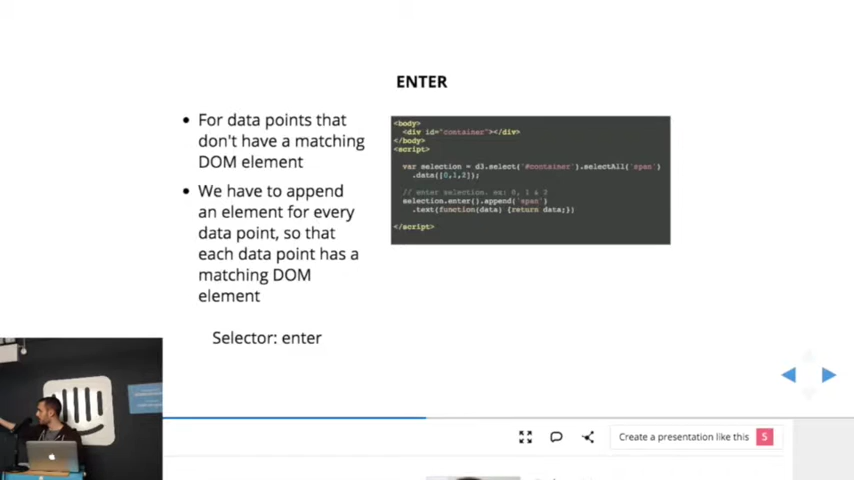 ENTER
For data points that
don't have a matching
DOM element
We have to append
an element for every
data point, so that
each data point has a
matching DOM
element
Selector: enter
<body>
<div id="container"></div>
</body>
<script>
var selection = d3.select('#container').selectAll('span')
.data([0,1,2]);
// enter selection. ex: 0, 1 & 2
selection.enter().append('span')
.text(function(data) {return data;})
</script>
Create a presentation like this
S